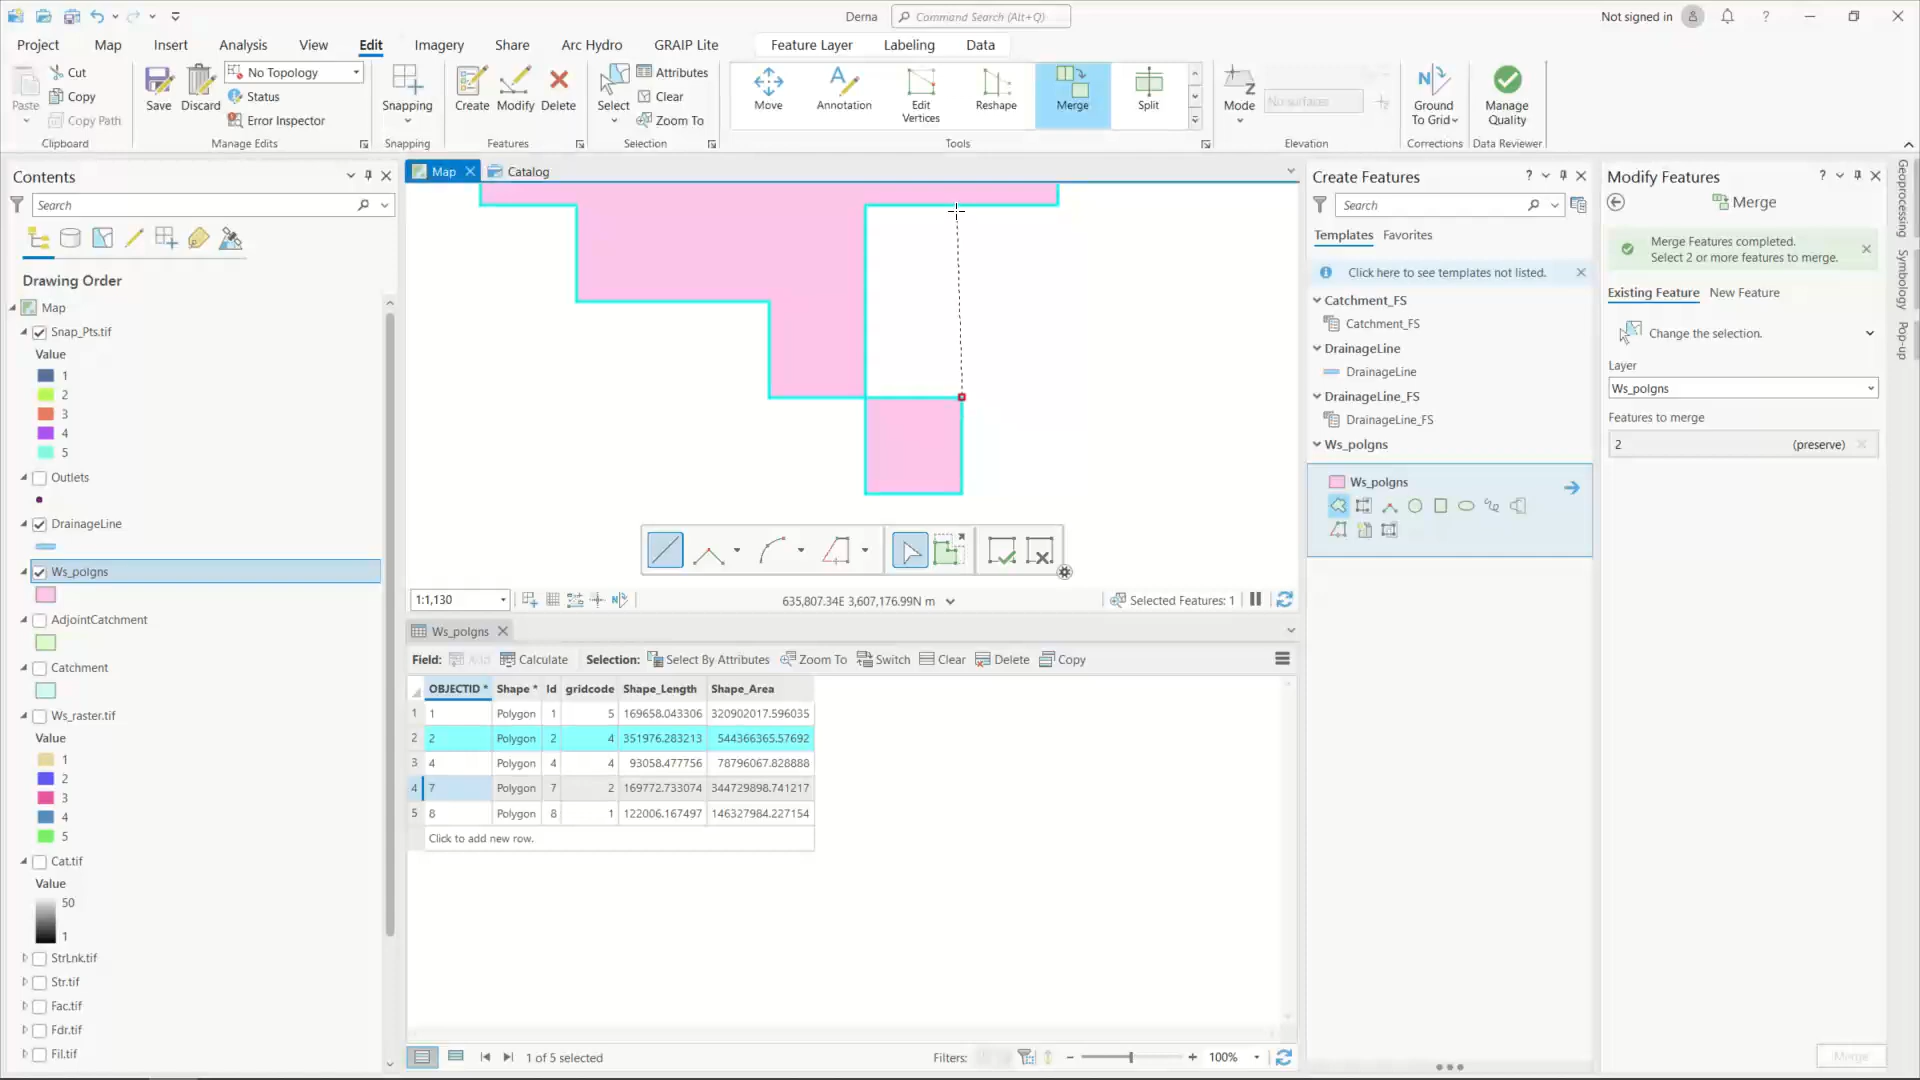 Derna
Command Search (Alt+Q)
Not signed in
Project
Map
Insert
Analysis
View
Edit
Imagery
Share
Arc Hydro
GRAIP Lite
Feature Layer
Labeling
Data
Paste
Cut
Copy
Copy Path
Clipboard
Save
Discard
No Topology
Status
Error Inspector
Manage Edits
Snapping
Snapping
Create
Modify
Delete
Features
Select
Attributes
Clear
Zoom To
Selection
Move
Annotation
Edit
Vertices
Reshape
Merge
Split
Tools
Mode
No surfaces
Elevation
Ground
To Grid
Corrections
Manage
Quality
Data Reviewer
Contents
Search
Drawing Order
Map
Snap_Pts.tif
Value
1
2
3
4
5
Outlets
DrainageLine
Ws_polgns
AdjointCatchment
Catchment
Ws_raster.tif
Value
1
2
3
4
5
Cat.tif
Value
50
1
StrLnk.tif
Str.tif
Fac.tif
Fdr.tif
Fil.tif
Map
Catalog
1:1,130
635,807.34E 3,607,176.99N m
Selected Features: 1
Ws_polgns
Field: Add Calculate Selection: Select By Attributes Zoom To Switch Clear Delete Copy
OBJECTID * Shape * Id gridcode Shape_Length Shape_Area
1 1 Polygon 1 5 169658.043306 320902017.596035
2 2 Polygon 2 4 351976.283213 544366365.57692
3 4 Polygon 4 4 93058.477756 78796067.828888
4 7 Polygon 7 2 169772.733074 344729898.741217
5 8 Polygon 8 1 122006.167497 146327984.227154
Click to add new row.
1 of 5 selected
Filters:
100%
Create Features
Search
Templates
Favorites
Click here to see templates not listed.
Catchment_FS
Catchment_FS
DrainageLine
DrainageLine
DrainageLine_FS
DrainageLine_FS
Ws_polgns
Ws_polgns
Modify Features
Merge
Merge Features completed.
Select 2 or more features to merge.
Existing Feature
New Feature
Change the selection.
Layer
Ws_polgns
Features to merge
2 (preserve)
Merge
Geoprocessing
Symbology
Pop-up